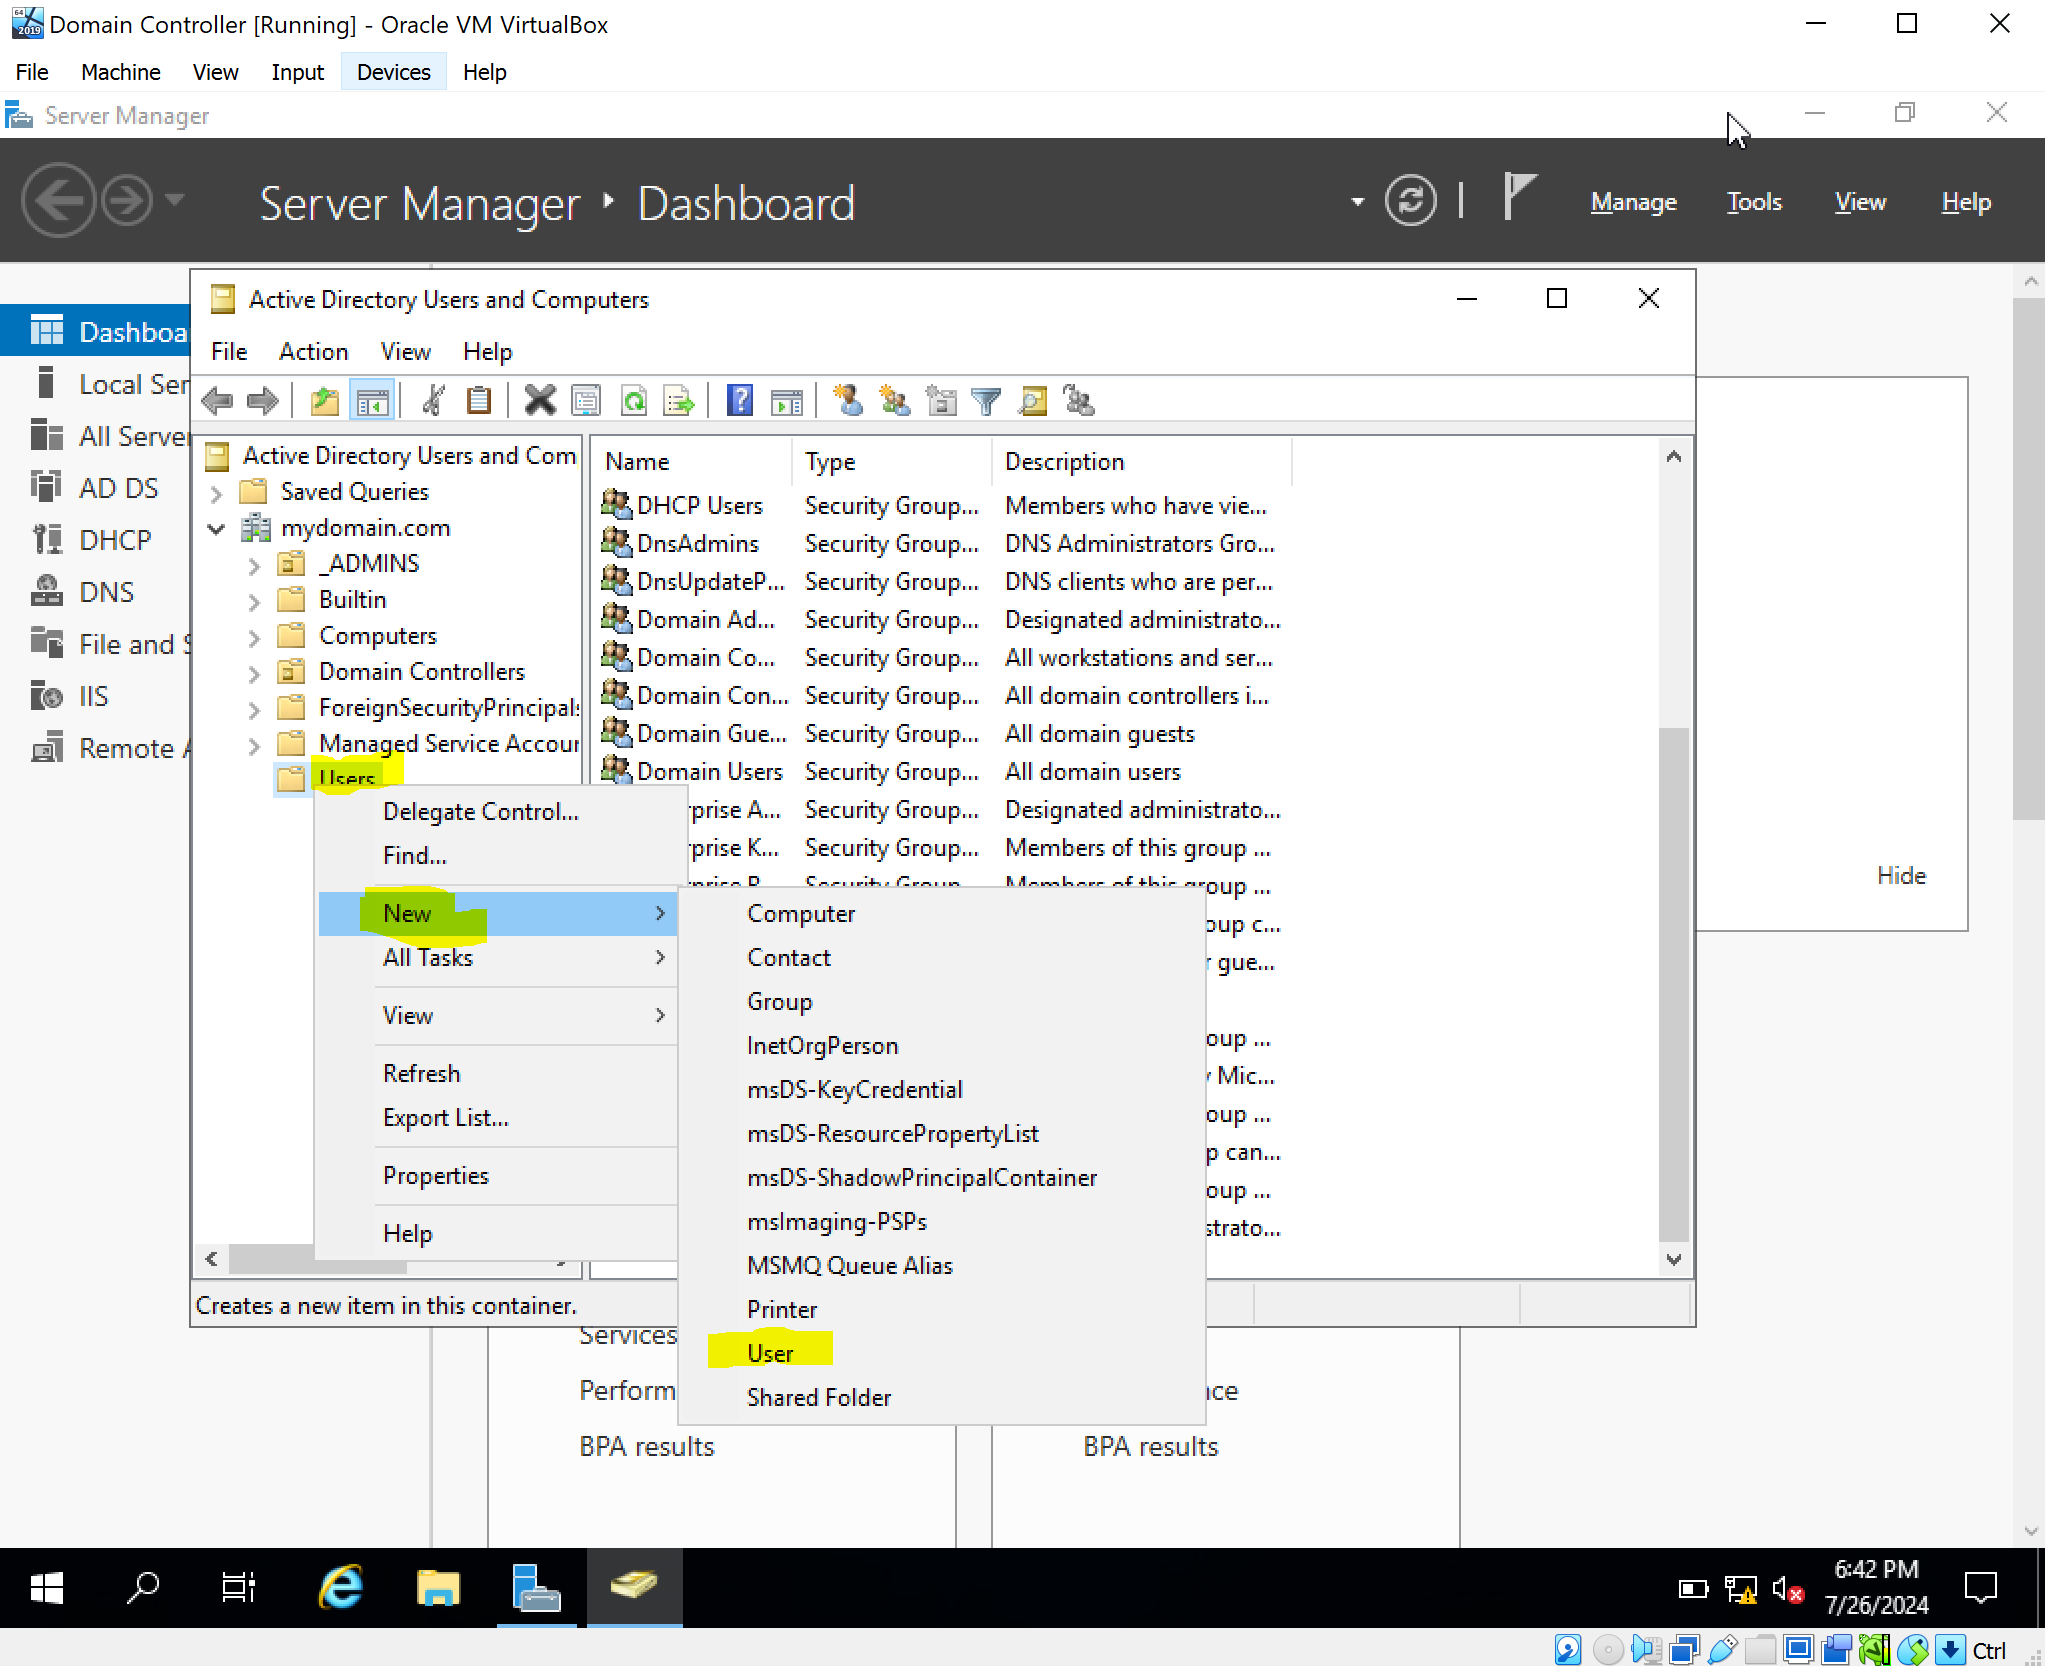 Domain Controller [Running] - Oracle VM VirtualBox
File Machine View Input Devices Help
Server Manager
Server Manager Dashboard
Manage Tools View Help
Dashboa
Local Ser
All Server
AD DS
DHCP
DNS
File and S
IIS
Remote A
Active Directory Users and Computers
File Action View Help
Active Directory Users and Com
Saved Queries
mydomain.com
_ADMINS
Builtin
Computers
Domain Controllers
ForeignSecurityPrincipals
Managed Service Accour
Users
Name Type Description
DHCP Users Security Group... Members who have vie...
DnsAdmins Security Group... DNS Administrators Gro...
DnsUpdateP... Security Group... DNS clients who are per...
Domain Ad... Security Group... Designated administrato...
Domain Co... Security Group... All workstations and ser...
Domain Con... Security Group... All domain controllers i...
Domain Gue... Security Group... All domain guests
Domain Users Security Group... All domain users
rprise A... Security Group... Designated administrato...
rprise K... Security Group... Members of this group ...
rprise R Security Group... Members of this group ...
oup c...
r gue...
oup ...
Mic...
oup ...
p can...
oup ...
strato...
Delegate Control...
Find...
New
All Tasks
View
Refresh
Export List...
Properties
Help
Computer
Contact
Group
InetOrgPerson
msDS-KeyCredential
msDS-ResourcePropertyList
msDS-ShadowPrincipalContainer
msImaging-PSPs
MSMQ Queue Alias
Printer
User
Shared Folder
Creates a new item in this container.
Hide
Services
Perform
nce
BPA results
BPA results
6:42 PM
7/26/2024
Ctrl